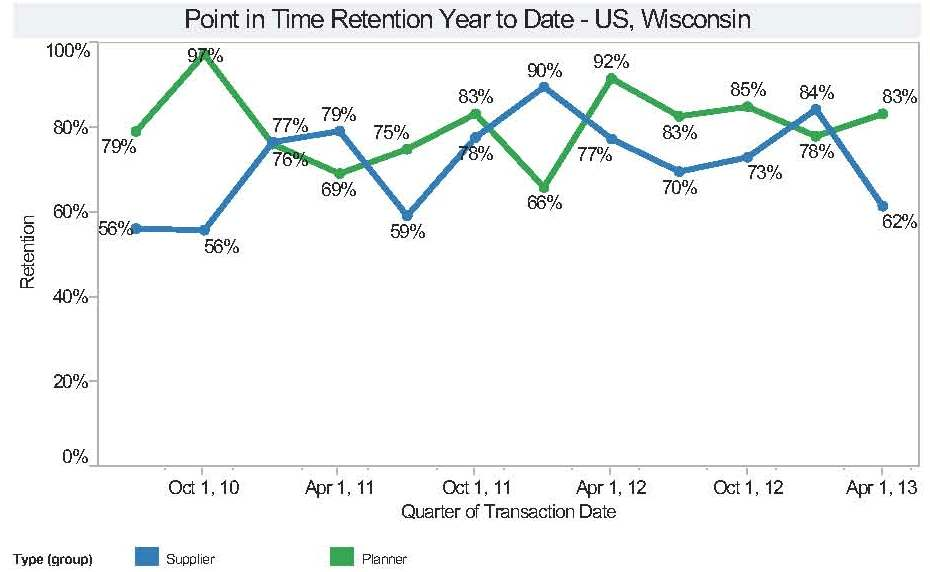 Point in Time Retention Year to Date - US, Wisconsin
100%
80%
60%
40%
20%
0%
Retention
79%
97%
77%
76%
79%
69%
75%
59%
83%
78%
90%
66%
92%
77%
83%
70%
85%
73%
84%
78%
83%
62%
56%
56%
Oct 1, 10
Apr 1, 11
Oct 1, 11
Apr 1, 12
Oct 1, 12
Apr 1, 13
Quarter of Transaction Date
Type (group)
Supplier
Planner